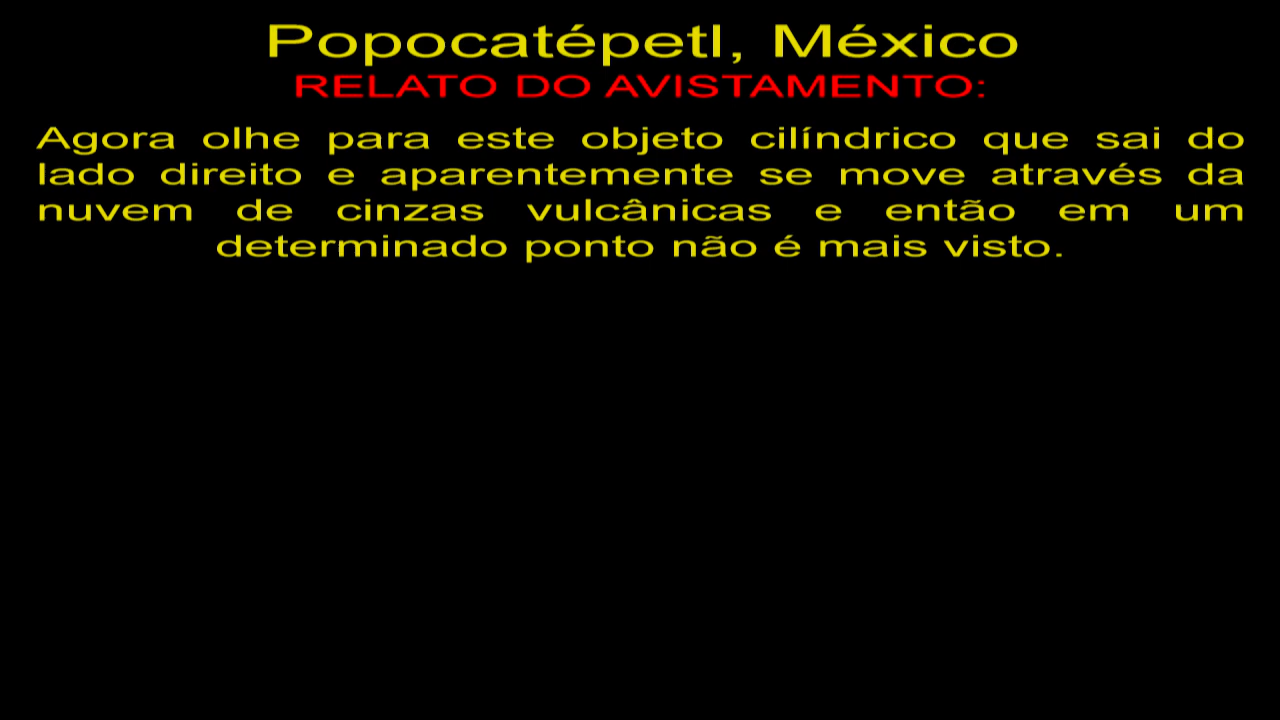 Popocatépetl, México
RELATO DO AVISTAMENTO:
Agora olhe para este objeto cilíndrico que sai do
lado direito e aparentemente se move através da
nuvem de cinzas vulcânicas e então em um
determinado ponto não é mais visto.